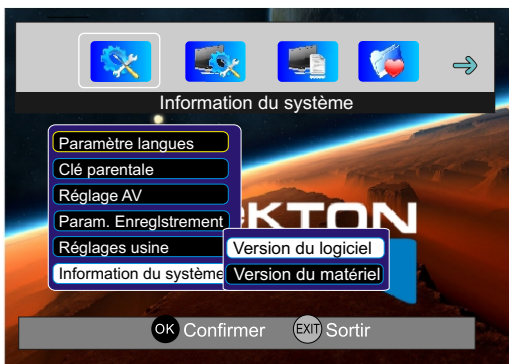 Information du système
Paramètre langues
Clé parentale
Réglage AV
Param. Enreglstrement
Réglages usine
Information du système
Version du logiciel
Version du matériel
KTON
OK Confirmer EXIT Sortir